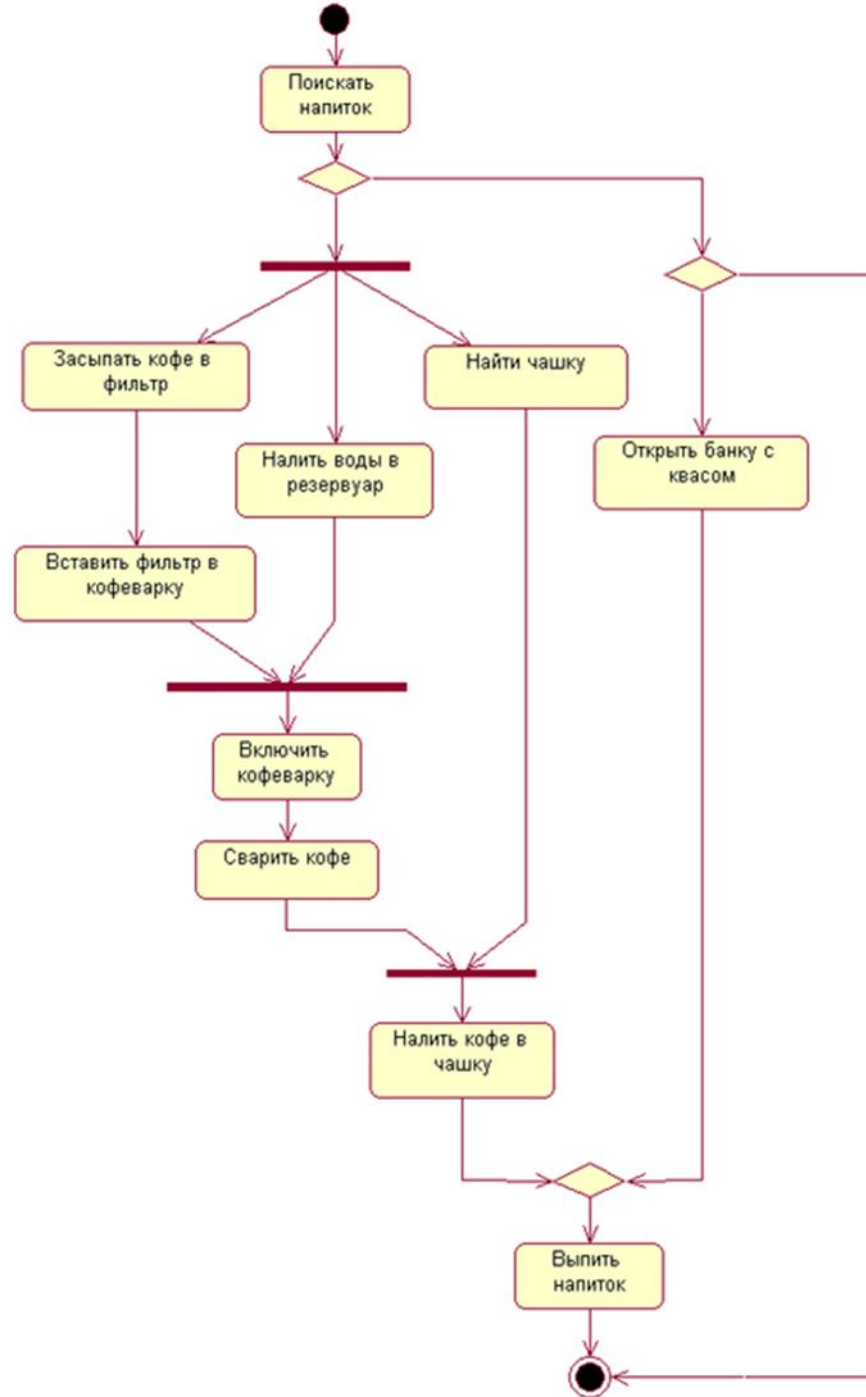 Поискать
напиток
Засыпать кофе в
фильтр
Найти чашку
Налить воды в
резервуар
Открыть банку с
квасом
Вставить фильтр в
кофеварку
Включить
кофеварку
Сварить кофе
Налить кофе в
чашку
Выпить
напиток